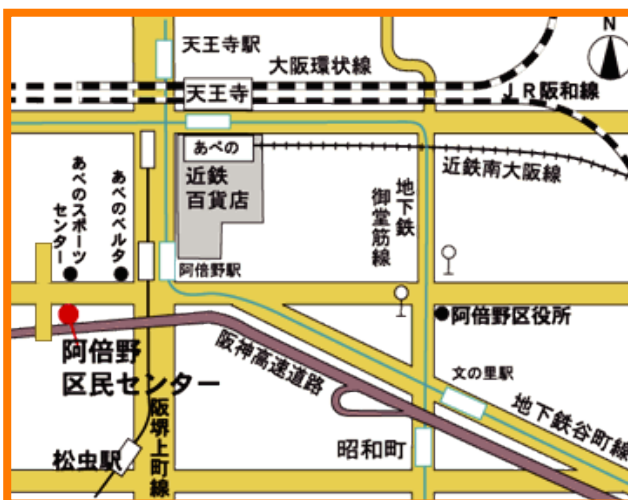 N
天王寺駅
大阪環状線
天王寺
JR阪和線
あべの
近鉄
百貨店
近鉄南大阪線
地下鉄
御堂筋線
あべのスポーツ
センター
あべのベルタ
阿倍野駅
阿倍野区役所
阿倍野
区民センター
阪神高速道路
文の里駅
地下鉄谷町線
昭和町
松虫駅
阪堺上町線